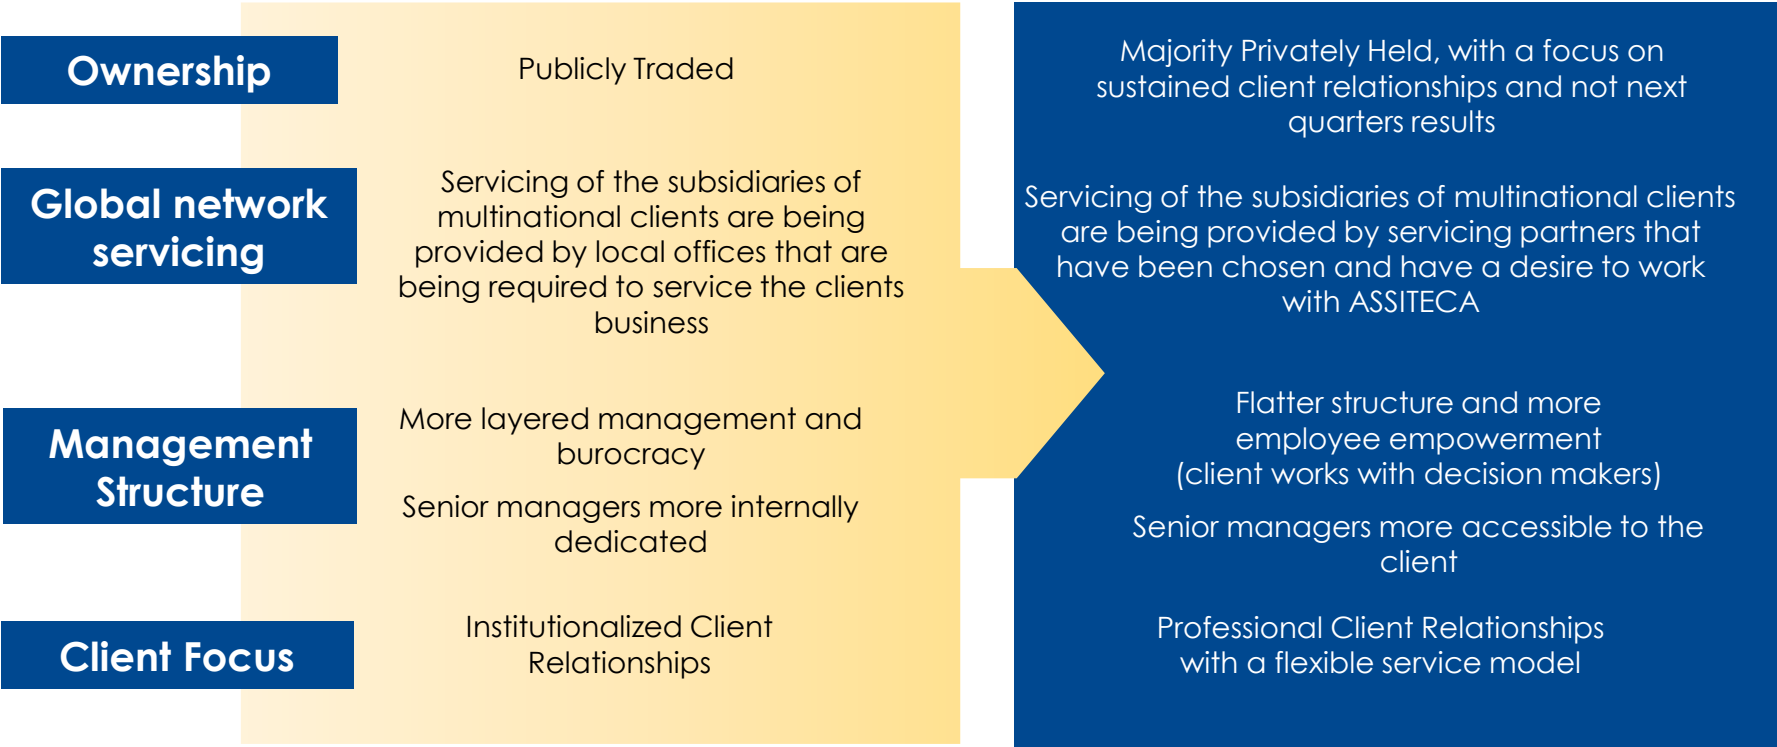 Ownership
Publicly Traded
Majority Privately Held, with a focus on
sustained client relationships and not next
quarters results
Global network
servicing
Servicing of the subsidiaries of
multinational clients are being
provided by local offices that are
being required to service the clients
business
Servicing of the subsidiaries of multinational clients
are being provided by servicing partners that
have been chosen and have a desire to work
with ASSITECA
Management
Structure
More layered management and
burocracy
Senior managers more internally
dedicated
Flatter structure and more
employee empowerment
(client works with decision makers)
Senior managers more accessible to the
client
Client Focus
Institutionalized Client
Relationships
Professional Client Relationships
with a flexible service model